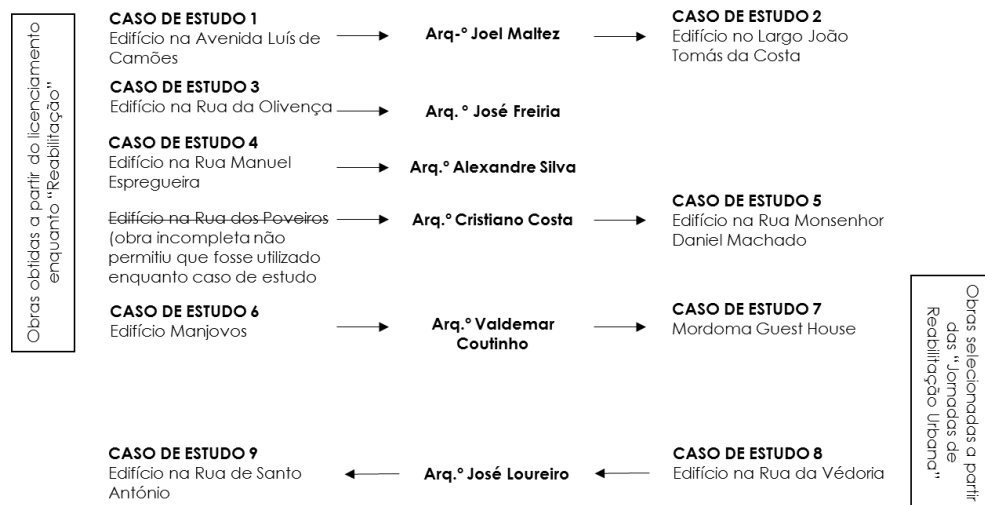 Obras obtidas a partir do licenciamento
enquanto "Reabilitação"
CASO DE ESTUDO 1
Edifício na Avenida Luís de
Camões
Arq-º Joel Maltez
CASO DE ESTUDO 2
Edifício no Largo João
Tomás da Costa
CASO DE ESTUDO 3
Edifício na Rua da Olivença
Arq. º José Freiria
CASO DE ESTUDO 4
Edifício na Rua Manuel
Espregueira
Arq.º Alexandre Silva
Edifício na Rua dos Poveiros
(obra incompleta não
permitiu que fosse utilizado
enquanto caso de estudo
Arq.º Cristiano Costa
CASO DE ESTUDO 5
Edifício na Rua Monsenhor
Daniel Machado
CASO DE ESTUDO 6
Edifício Manjovos
Arq.º Valdemar
Coutinho
CASO DE ESTUDO 7
Mordoma Guest House
Obras selecionadas a partir
das "Jornadas de
Reabilitação Urbana"
CASO DE ESTUDO 9
Edifício na Rua de Santo
António
Arq.º José Loureiro
CASO DE ESTUDO 8
Edifício na Rua da Védoria